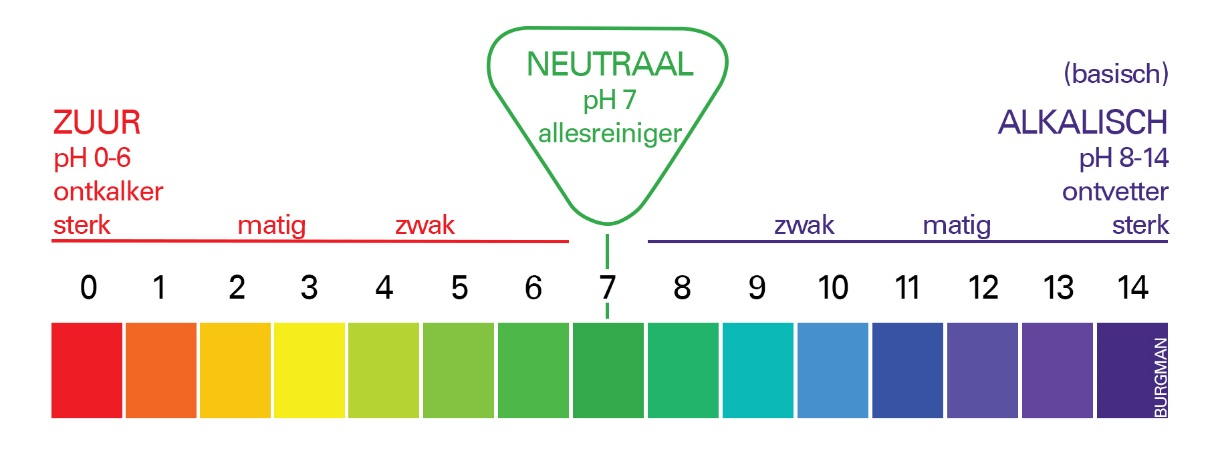 NEUTRAAL
pH 7
allesreiniger
(basisch)
ZUUR
pH 0-6
ontkalker
sterk matig zwak
ALKALISCH
pH 8-14
ontvetter
zwak matig sterk
0 1 2 3 4 5 6 7 8 9 10 11 12 13 14
BURGMAN